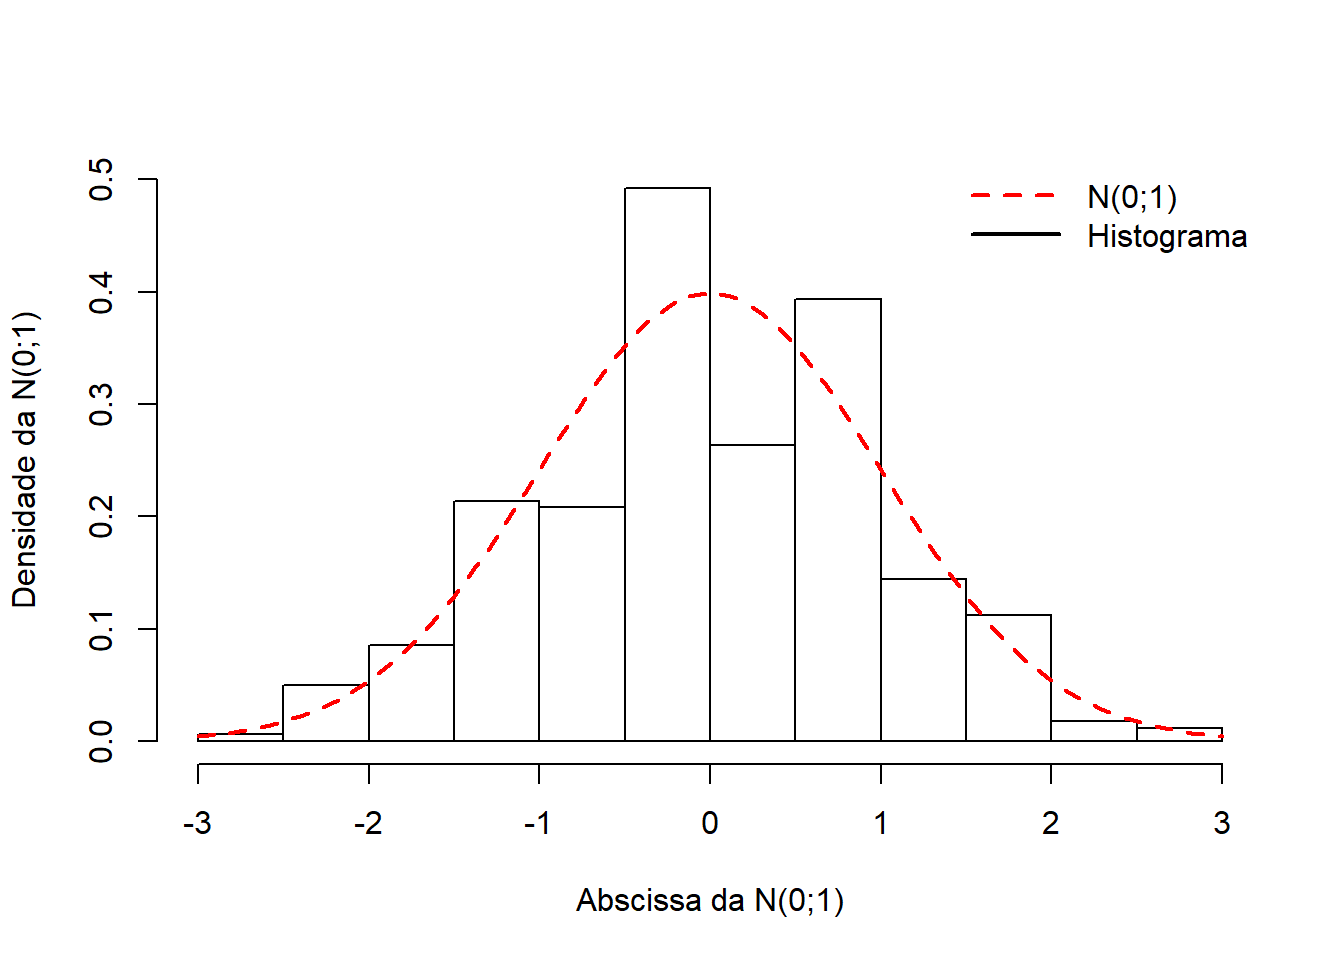 N(0;1)
Histograma
Densidade da N(0;1)
0.5
0.4
0.3
0.2
0.1
0.0
-3 -2 -1 0 1 2 3
Abscissa da N(0;1)